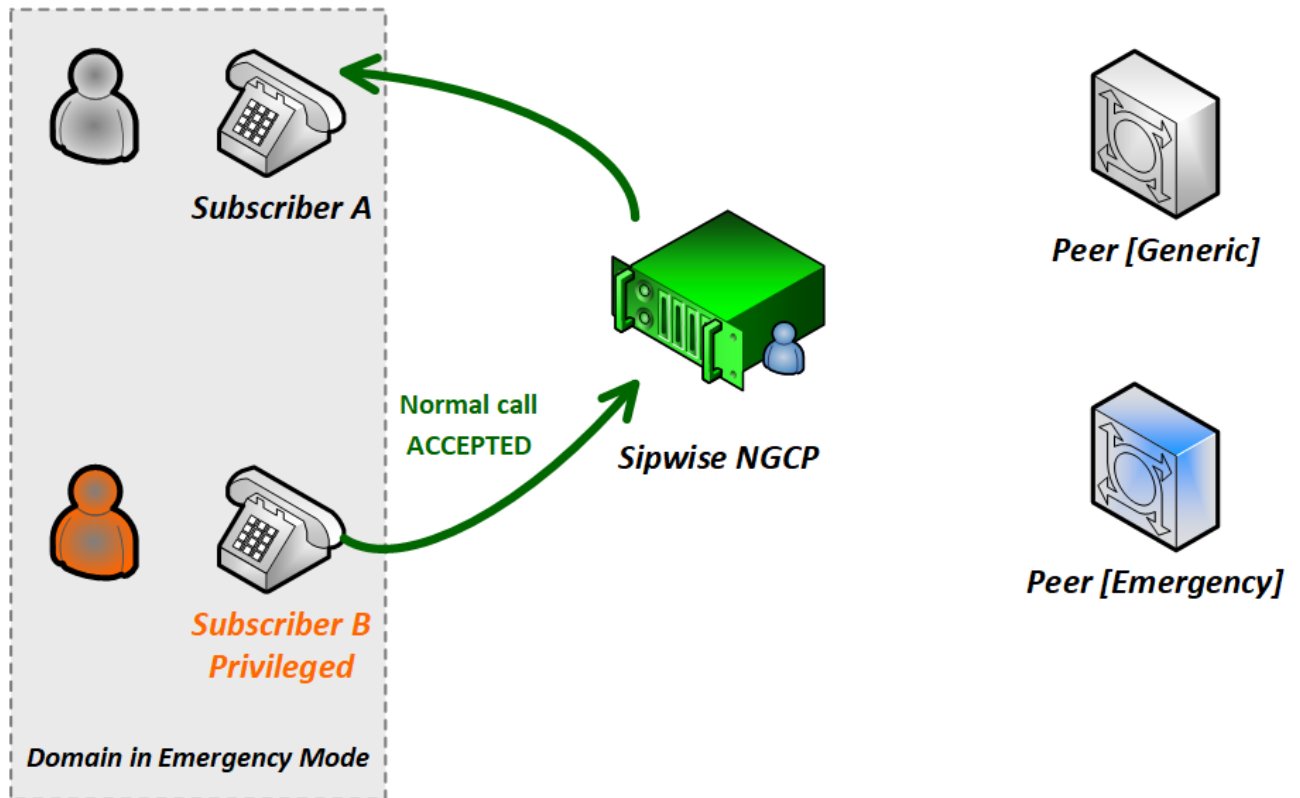 Subscriber A
Peer [Generic]
Normal call
ACCEPTED
Sipwise NGCP
Peer [Emergency]
Subscriber B
Privileged
Domain in Emergency Mode